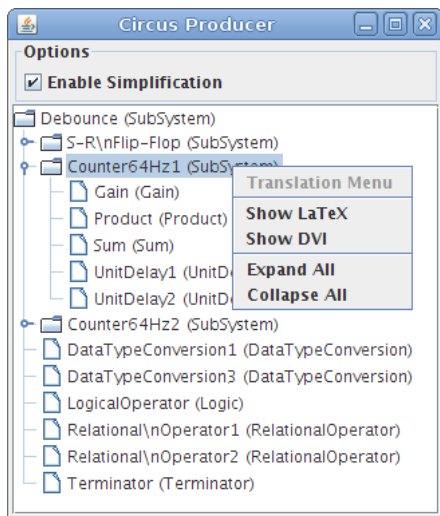 Circus Producer
Options
Enable Simplification
Debounce (SubSystem)
S-R\nFlip-Flop (SubSystem)
Counter64Hz1 (SubSystem)
Translation Menu
Gain (Gain)
Show LaTeX
Product (Product)
Show DVI
Sum (Sum)
Expand All
UnitDelay1 (UnitDe
Collapse All
UnitDelay2 (UnitDe
Counter64Hz2 (SubSystem)
DataTypeConversion1 (DataTypeConversion)
DataTypeConversion3 (DataTypeConversion)
LogicalOperator (Logic)
Relational\nOperator1 (RelationalOperator)
Relational\nOperator2 (RelationalOperator)
Terminator (Terminator)